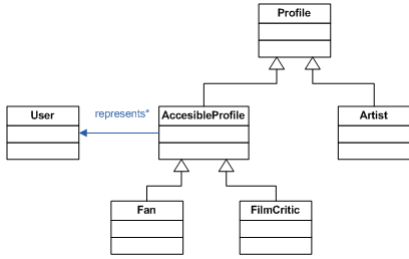 Profile
User
represents*
AccesibleProfile
Artist
Fan
FilmCritic